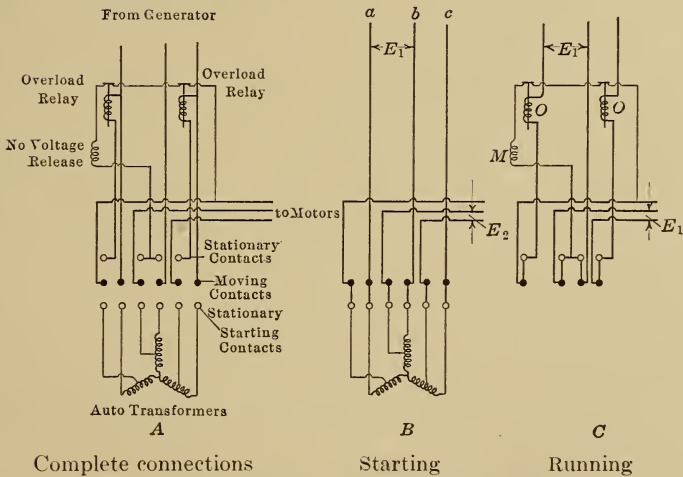 From Generator
a b c
E1
E1
Overload
Relay
Overload
Relay
O
O
No Voltage
Release
M
to Motors
E2
E1
Stationary
Contacts
Moving
Contacts
Stationary
Starting
Contacts
Auto Transformers
A
B
C
Complete connections
Starting
Running